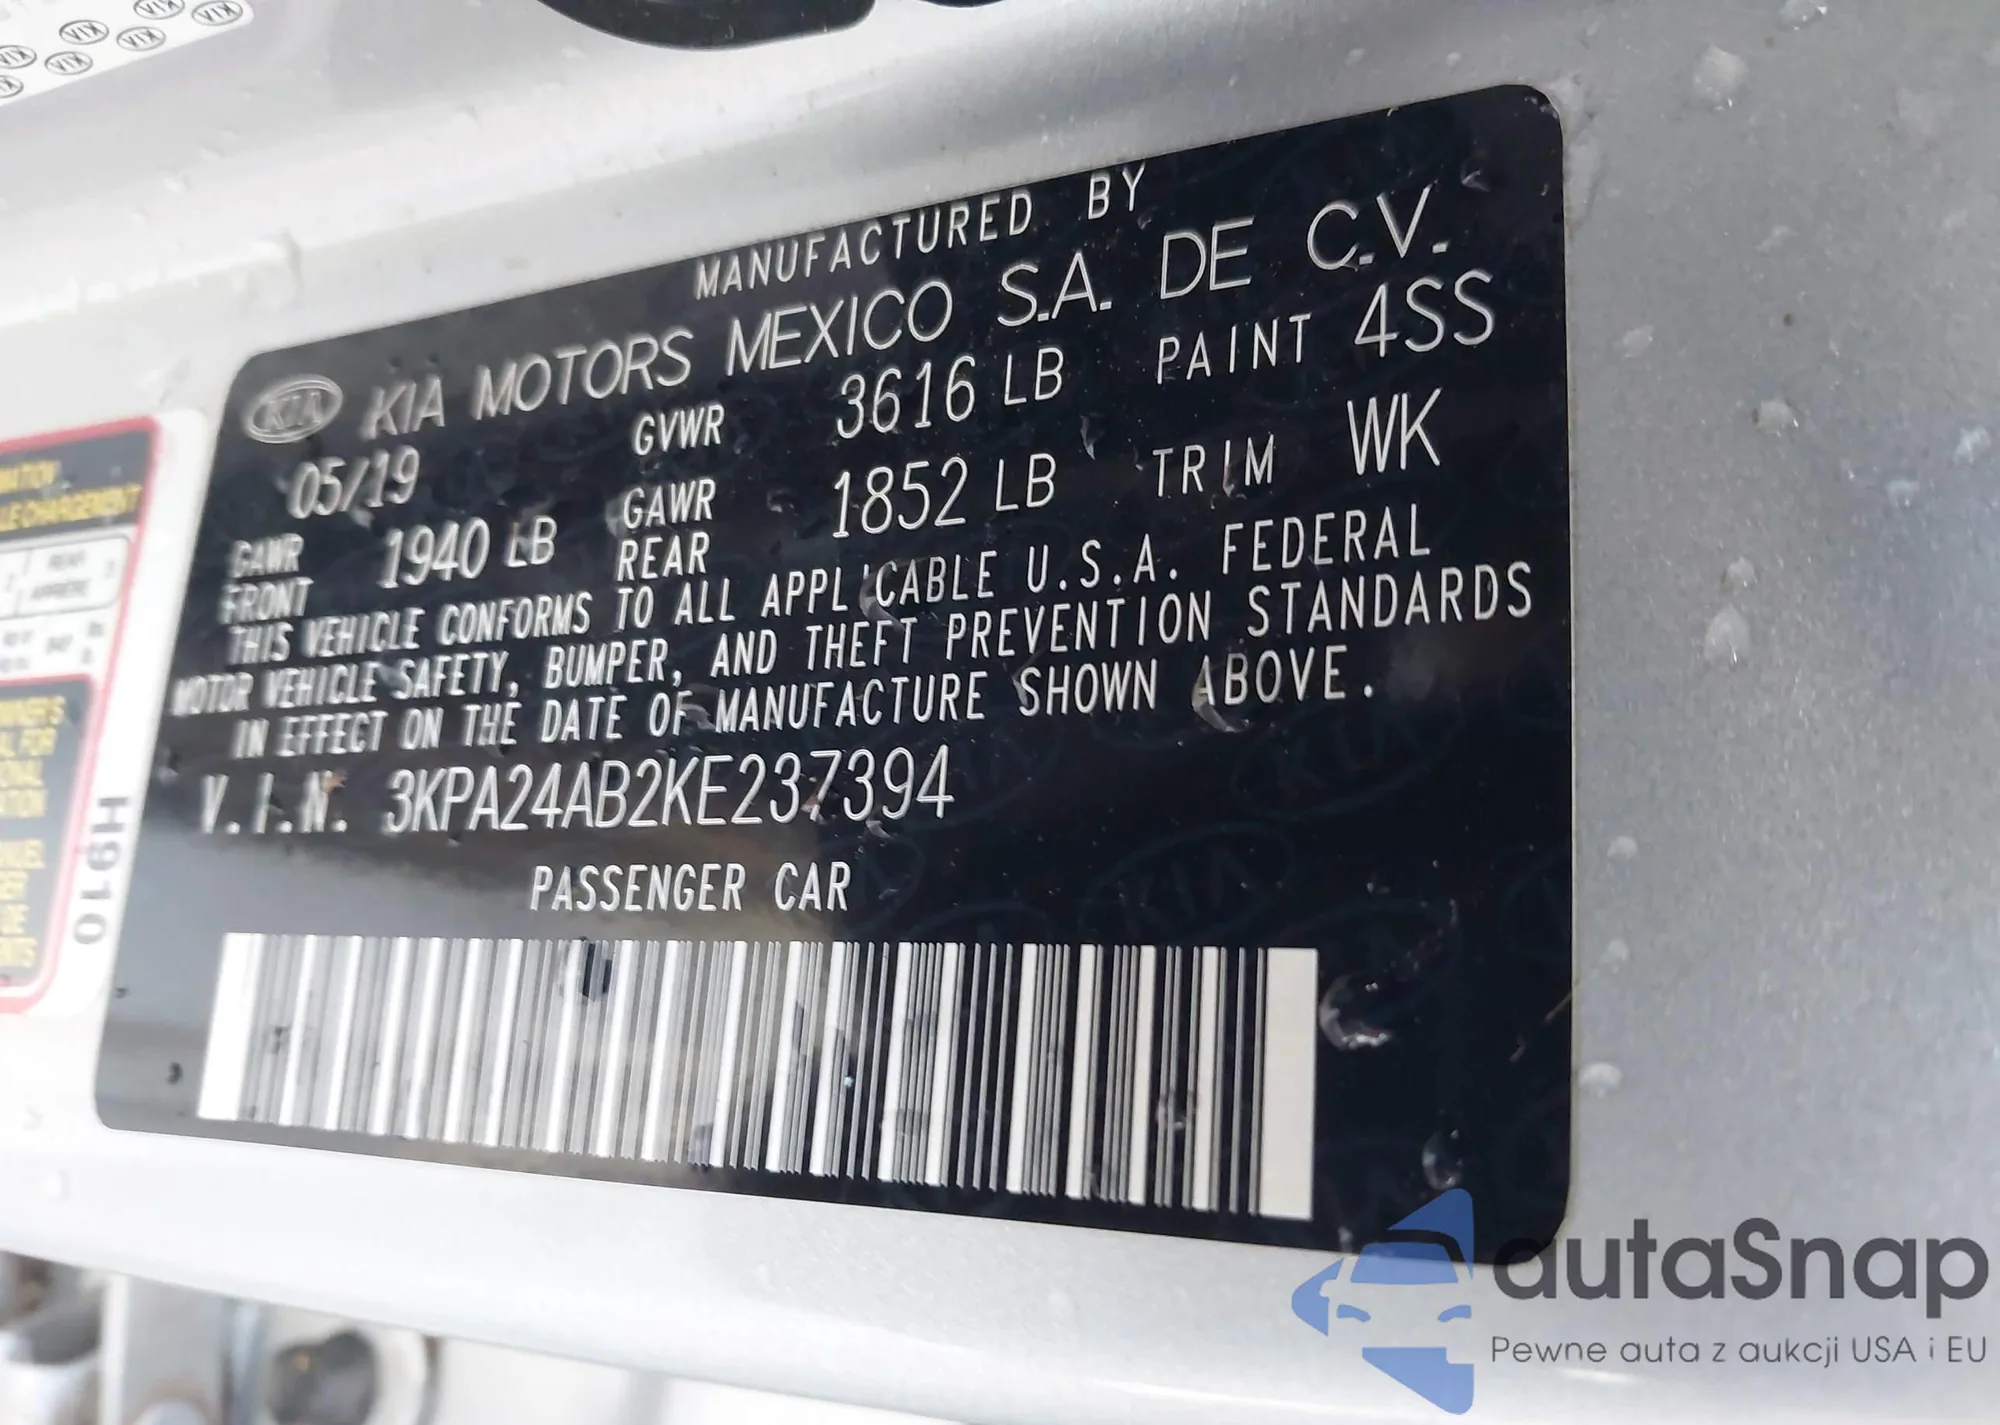 MANUFACTURED BY
KIA KIA MOTORS MEXICO S.A. DE C.V.
05/19 GVWR 3616 LB PAINT 4SS
GAWR FRONT 1940 LB GAWR REAR 1852 LB TRIM WK
THIS VEHICLE CONFORMS TO ALL APPLICABLE U.S.A. FEDERAL
MOTOR VEHICLE SAFETY, BUMPER, AND THEFT PREVENTION STANDARDS
IN EFFECT ON THE DATE OF MANUFACTURE SHOWN ABOVE.
V.I.N. 3KPA24AB2KE237394
PASSENGER CAR
H910
autaSnap
Pewne auta z aukcji USA i EU